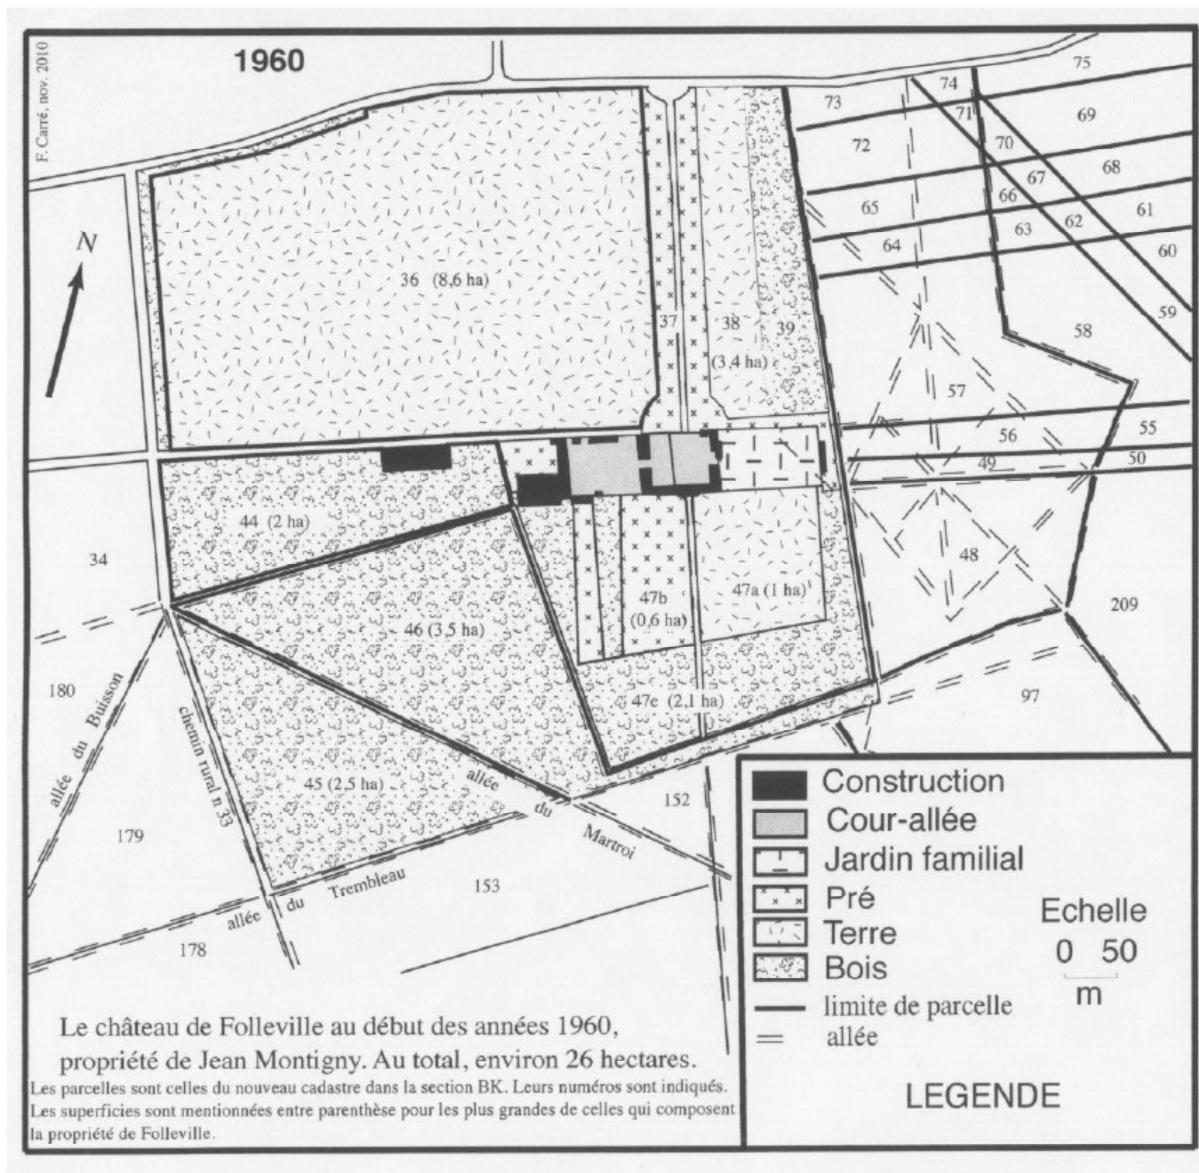 F. Carré, nov. 2010
1960
75
74
73
71
69
72
70
68
67
66
65
61
62
63
64
60
N
36 (8,6 ha)
59
37
38
39
58
(3,4 ha)
57
56
55
49
50
44 (2 ha)
34
48
47a (1 ha)
47b
(0,6 ha)
209
46 (3,5 ha)
180
97
47c (2,1 ha)
allée du Buisson
chemin rural n 33
45 (2,5 ha)
allée du Martroi
152
179
153
allée du Trembleau
178
Construction
Cour-allée
Jardin familial
Pré
Terre
Bois
limite de parcelle
allée
Echelle
0 50
m
LEGENDE
Le château de Folleville au début des années 1960,
propriété de Jean Montigny. Au total, environ 26 hectares.
Les parcelles sont celles du nouveau cadastre dans la section BK. Leurs numéros sont indiqués.
Les superficies sont mentionnées entre parenthèse pour les plus grandes de celles qui composent
la propriété de Folleville.